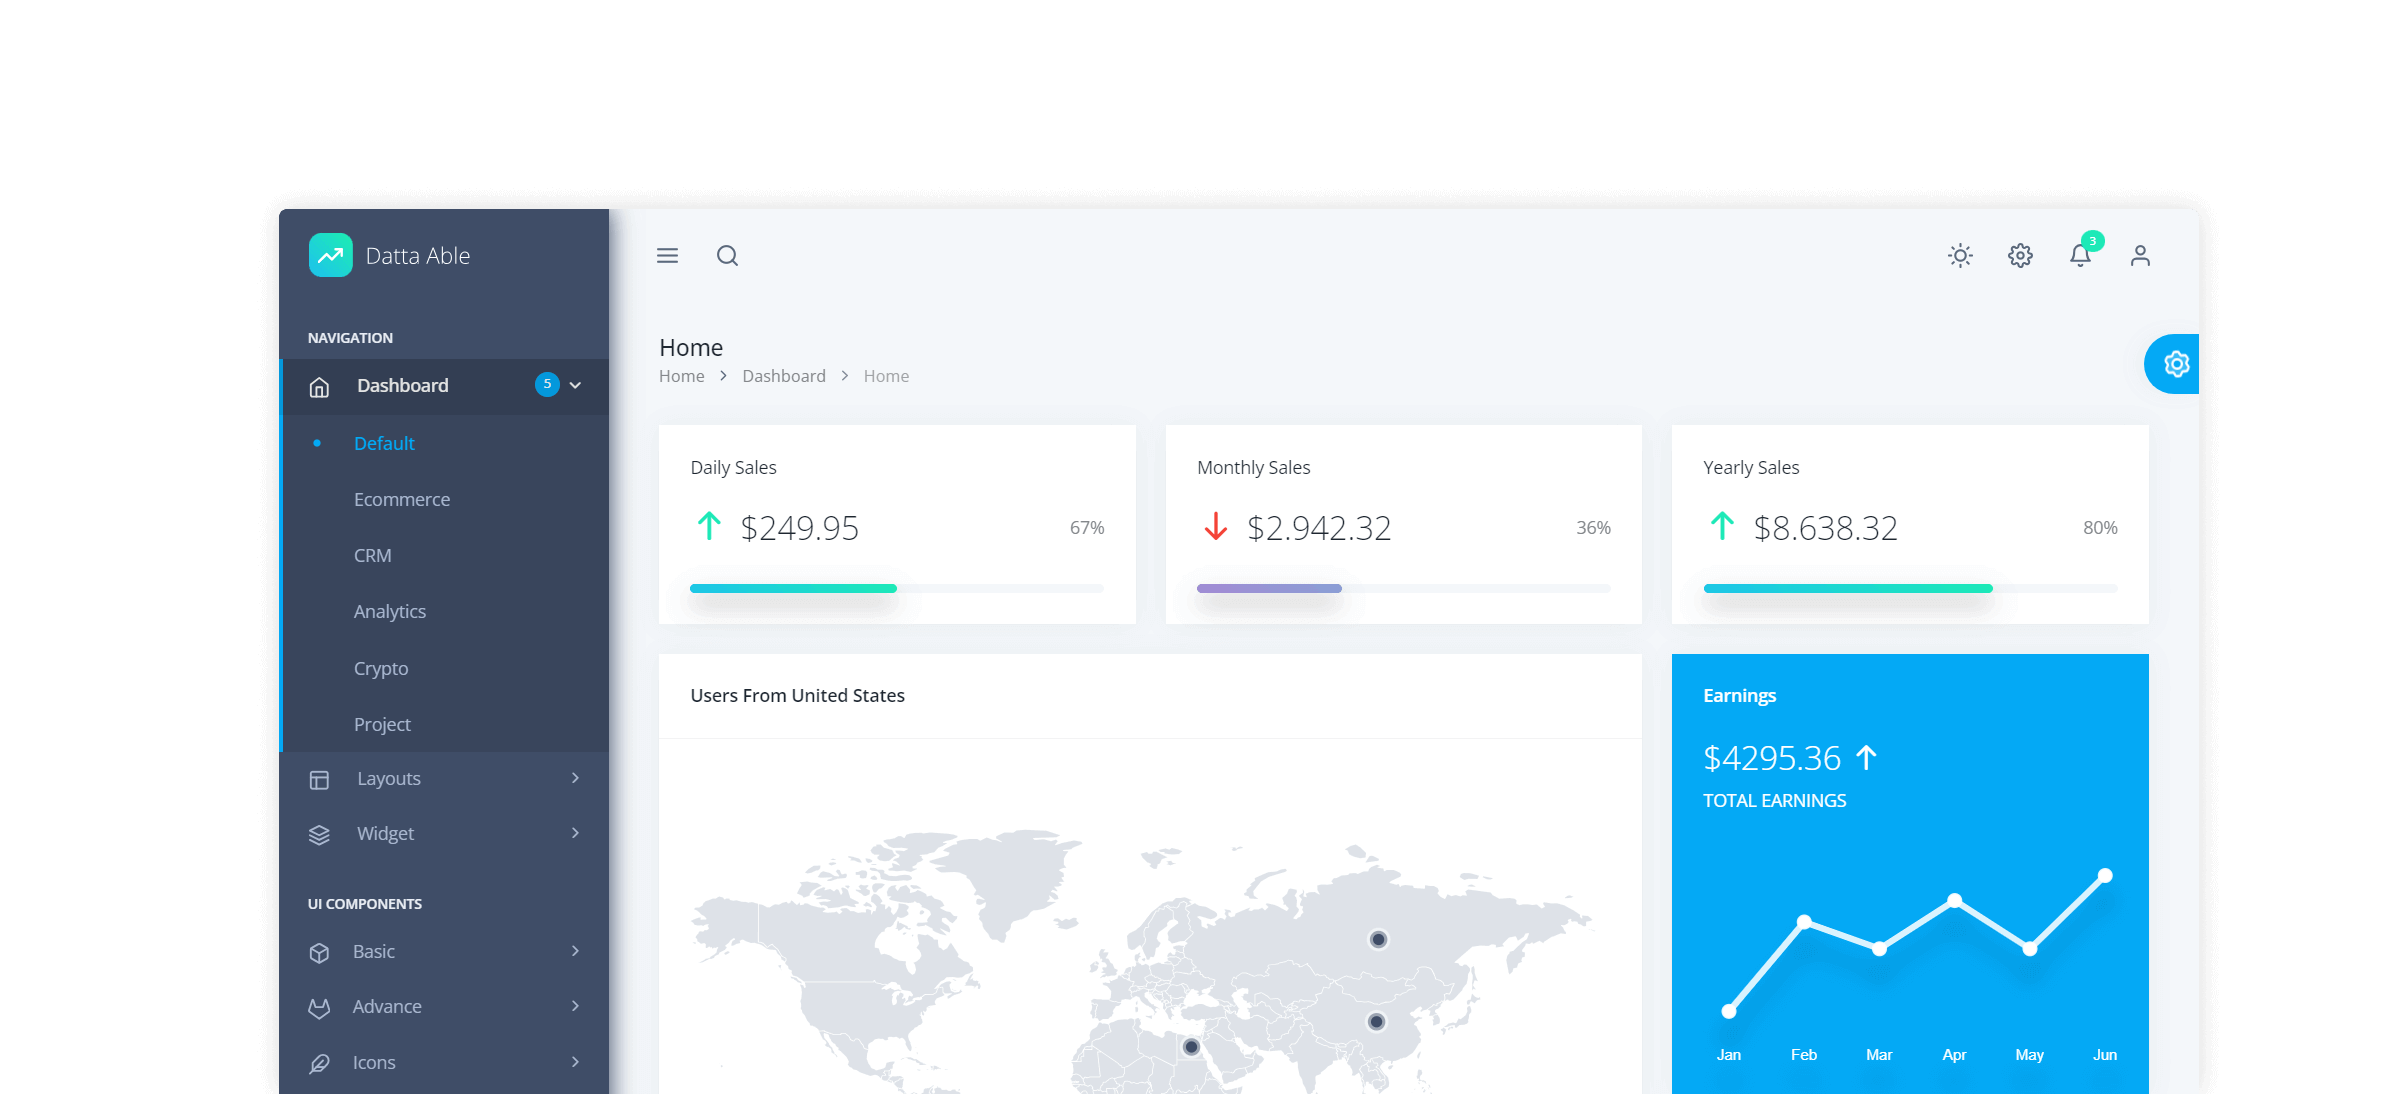 Datta Able
NAVIGATION
Dashboard 5
Default
Ecommerce
CRM
Analytics
Crypto
Project
Layouts
Widget
UI COMPONENTS
Basic
Advance
Icons
3
Home
Home > Dashboard > Home
Daily Sales
$249.95 67%
Monthly Sales
$2.942.32 36%
Yearly Sales
$8.638.32 80%
Users From United States
Earnings
$4295.36
TOTAL EARNINGS
Jan Feb Mar Apr May Jun